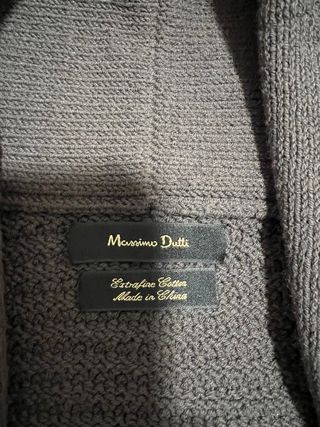 Massimo Dutti
Extrafine Cotton
Made in China